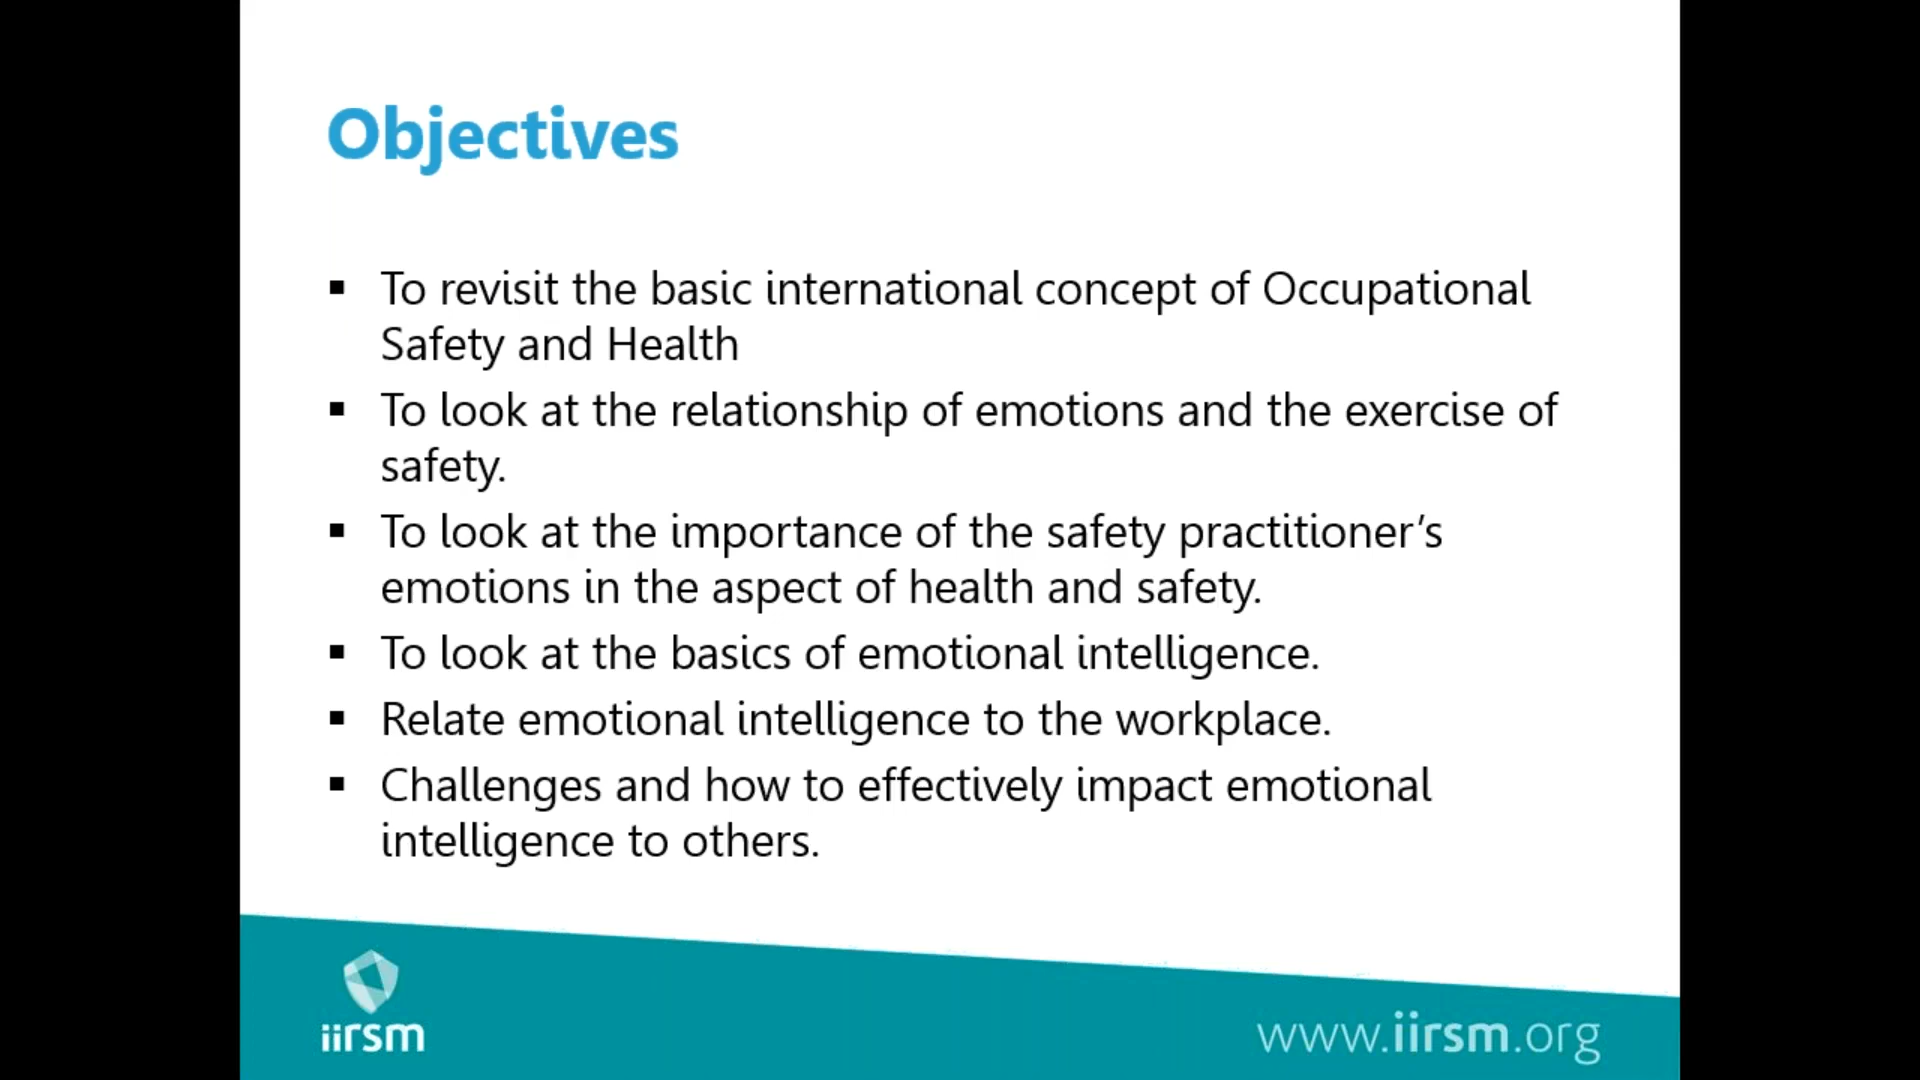 Objectives
▪ To revisit the basic international concept of Occupational
Safety and Health
▪ To look at the relationship of emotions and the exercise of
safety.
▪ To look at the importance of the safety practitioner’s
emotions in the aspect of health and safety.
▪ To look at the basics of emotional intelligence.
▪ Relate emotional intelligence to the workplace.
▪ Challenges and how to effectively impact emotional
intelligence to others.
iirsm
www.iirsm.org